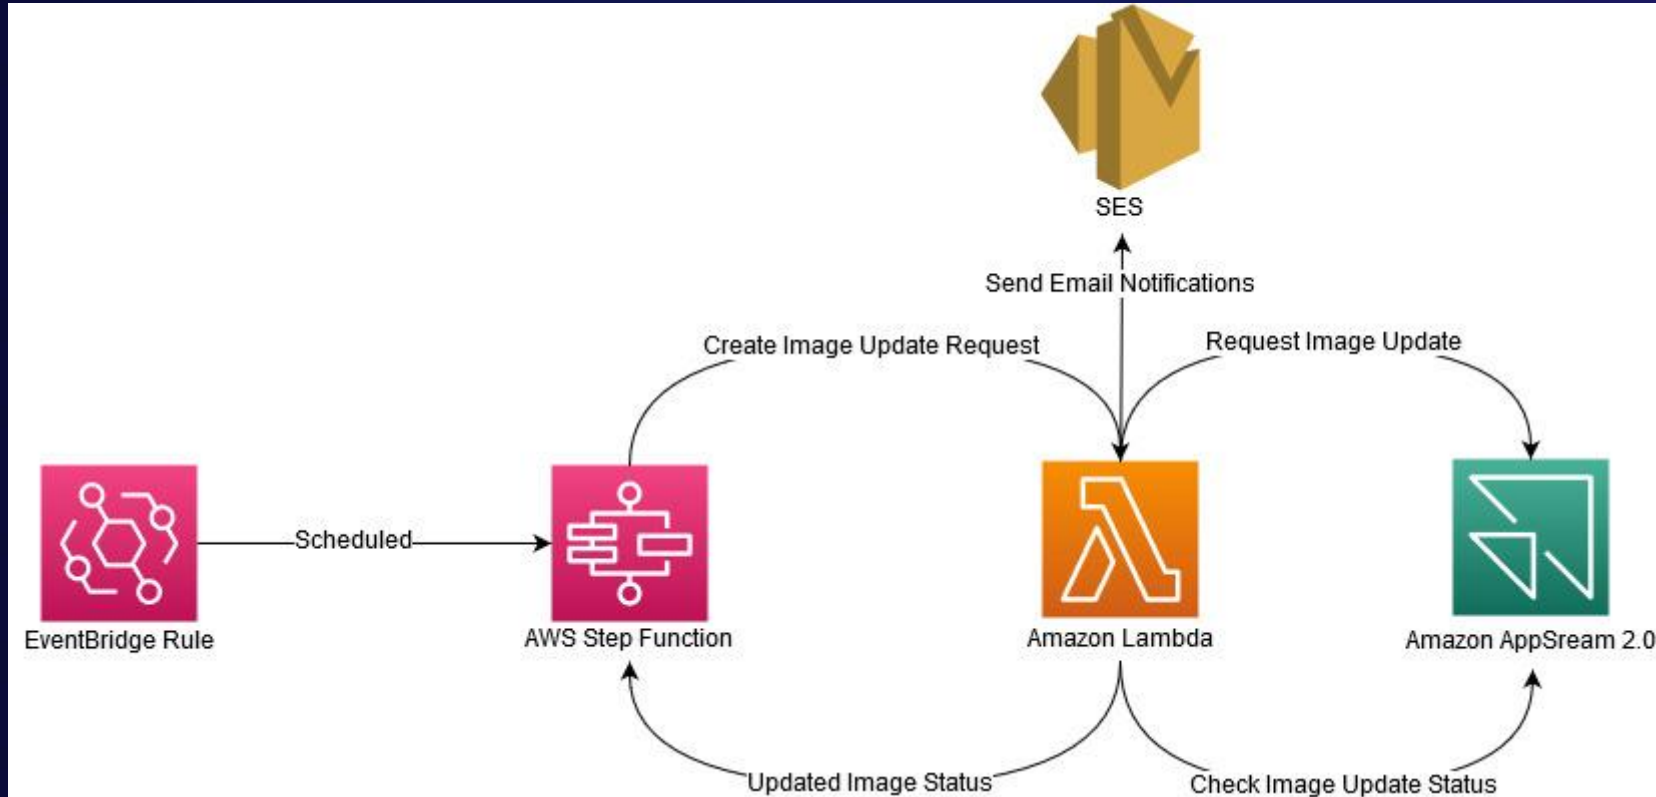 SES
Send Email Notifications
Create Image Update Request
Request Image Update
Scheduled
EventBridge Rule
AWS Step Function
Amazon Lambda
Amazon AppSream 2.0
Updated Image Status
Check Image Update Status